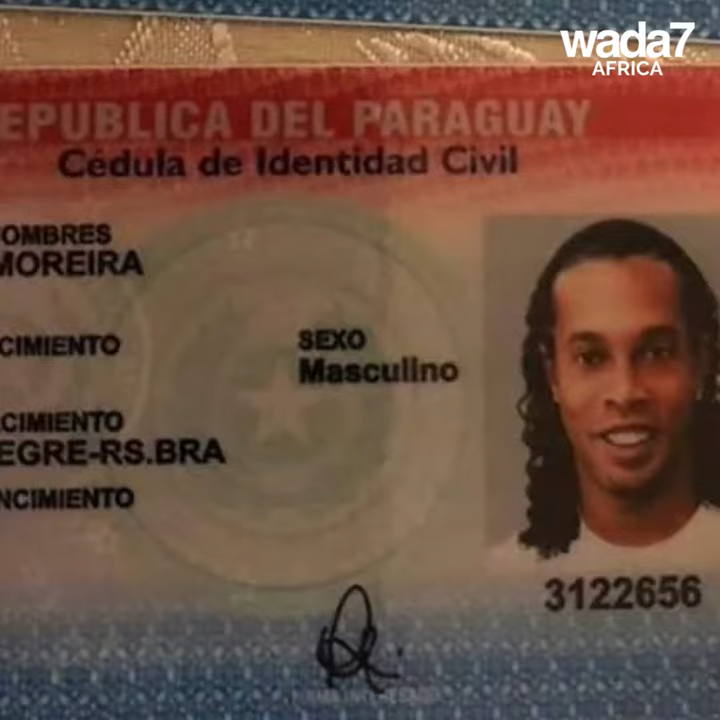 wada7
AFRICA
EPUBLICA DEL PARAGUAY
Cédula de Identidad Civil
OMBRES
MOREIRA
CIMIENTO
SEXO
Masculino
CIMIENTO
EGRE-RS.BRA
NCIMIENTO
3122656